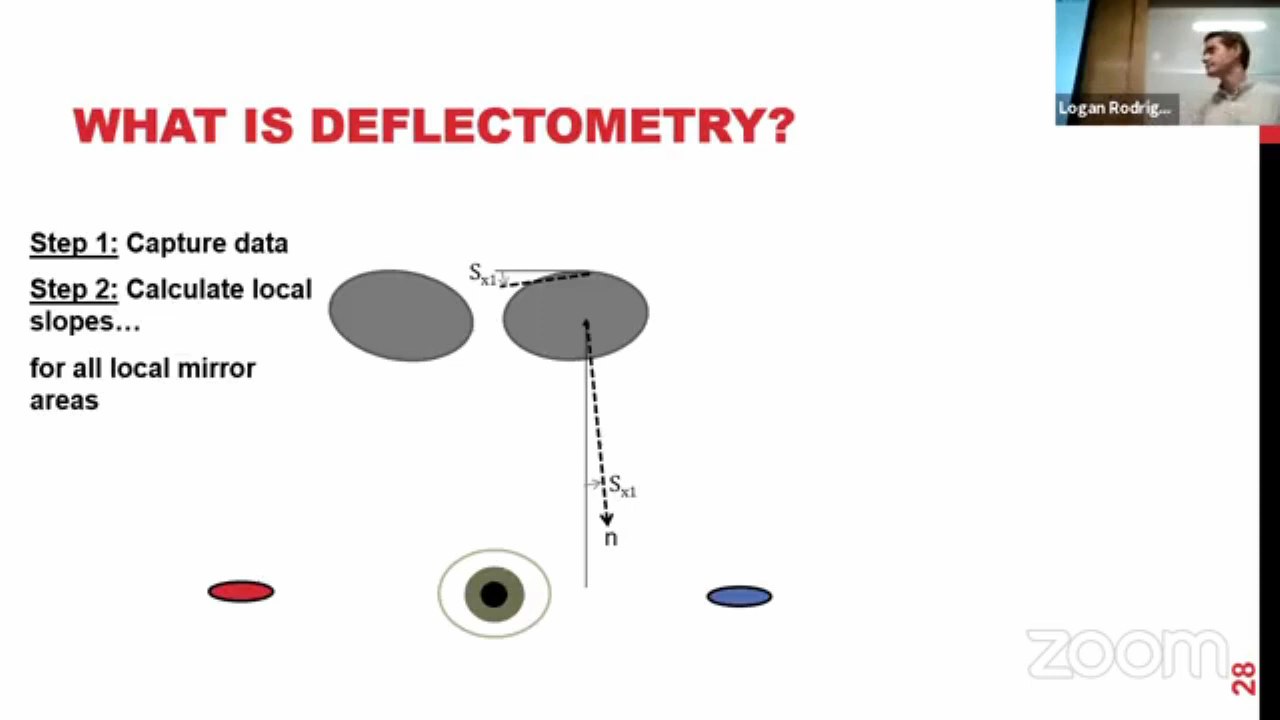 Logan Rodrig...
WHAT IS DEFLECTOMETRY?
Step 1: Capture data
Step 2: Calculate local
slopes...
for all local mirror
areas
Sx1
Sx1
n
zoom
28